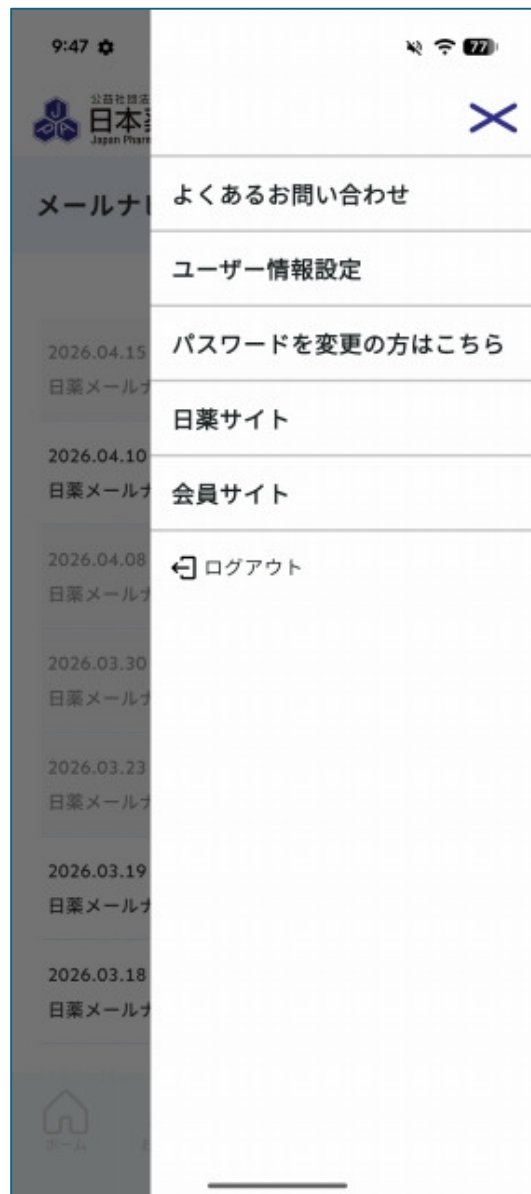 9:47
77
公益社団法
日本薬
Japan Pharm
メールナビ
よくあるお問い合わせ
ユーザー情報設定
パスワードを変更の方はこちら
日薬サイト
会員サイト
ログアウト
2026.04.15
日薬メールナ
2026.04.10
日薬メールナ
2026.04.08
日薬メールナ
2026.03.30
日薬メールナ
2026.03.23
日薬メールナ
2026.03.19
日薬メールナ
2026.03.18
日薬メールナ
ホーム
お